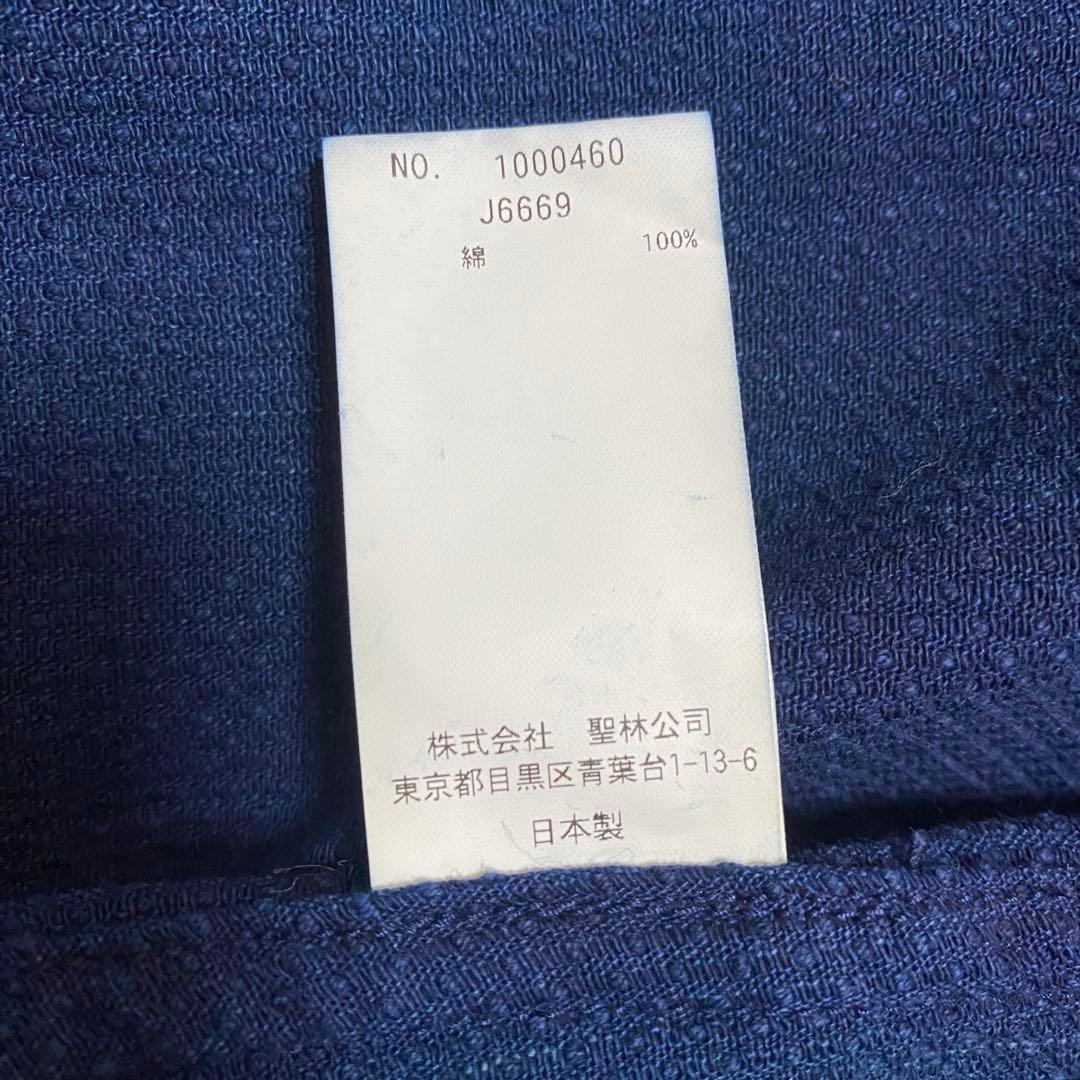 NO. 1000460
J6669
綿 100%
株式会社 聖林公司
東京都目黒区青葉台1-13-6
日本製